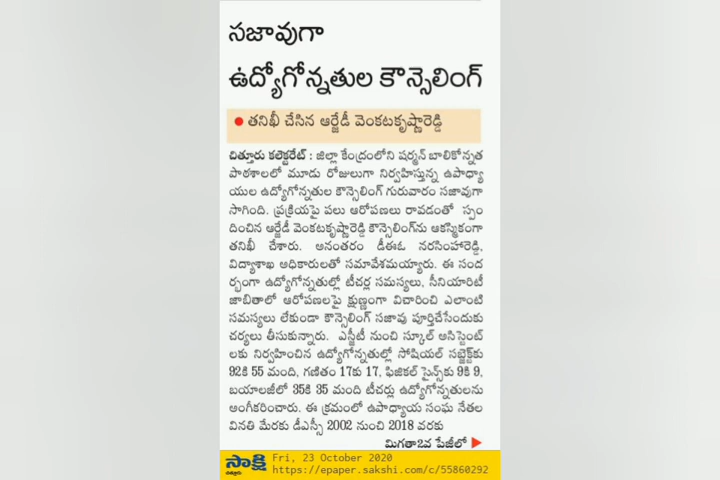 సజావుగా
ఉద్యోగోన్నతుల కౌన్సెలింగ్
● తనిఖీ చేసిన ఆర్జేడీ వెంకటకృష్ణారెడ్డి
చిత్తూరు కలెక్టరేట్ : జిల్లా కేంద్రంలోని షర్మన్ బాలికోన్నత
పాఠశాలలో మూడు రోజులుగా నిర్వహిస్తున్న ఉపాధ్యా
యుల ఉద్యోగోన్నతుల కౌన్సెలింగ్ గురువారం సజావుగా
సాగింది. ప్రక్రియపై పలు ఆరోపణలు రావడంతో స్పం
దించిన ఆర్జేడీ వెంకటకృష్ణారెడ్డి కౌన్సెలింగ్‌ను ఆకస్మికంగా
తనిఖీ చేశారు. అనంతరం డీఈఓ నరసింహారెడ్డి,
విద్యాశాఖ అధికారులతో సమావేశమయ్యారు. ఈ సంద
ర్భంగా ఉద్యోగోన్నతుల్లో టీచర్ల సమస్యలు, సీనియారిటీ
జాబితాలో ఆరోపణలపై క్షుణ్ణంగా విచారించి ఎలాంటి
సమస్యలు లేకుండా కౌన్సెలింగ్ సజావు పూర్తిచేసేందుకు
చర్యలు తీసుకున్నారు. ఎస్జీటీ నుంచి స్కూల్ అసిస్టెంట్
లకు నిర్వహించిన ఉద్యోగోన్నతుల్లో సోషియల్ సబ్జెక్ట్‌కు
92కి 55 మంది, గణితం 17కు 17, ఫిజికల్ సైన్స్‌కు 9కి 9,
బయాలజీలో 35కి 35 మంది టీచర్లు ఉద్యోగోన్నతులను
అంగీకరించారు. ఈ క్రమంలో ఉపాధ్యాయ సంఘ నేతల
వినతి మేరకు డీఎస్సీ 2002 నుంచి 2018 వరకు
మిగతా2వ పేజీలో ▶
సాక్షి
చిత్తూరు
Fri, 23 October 2020
https://epaper.sakshi.com/c/55860292